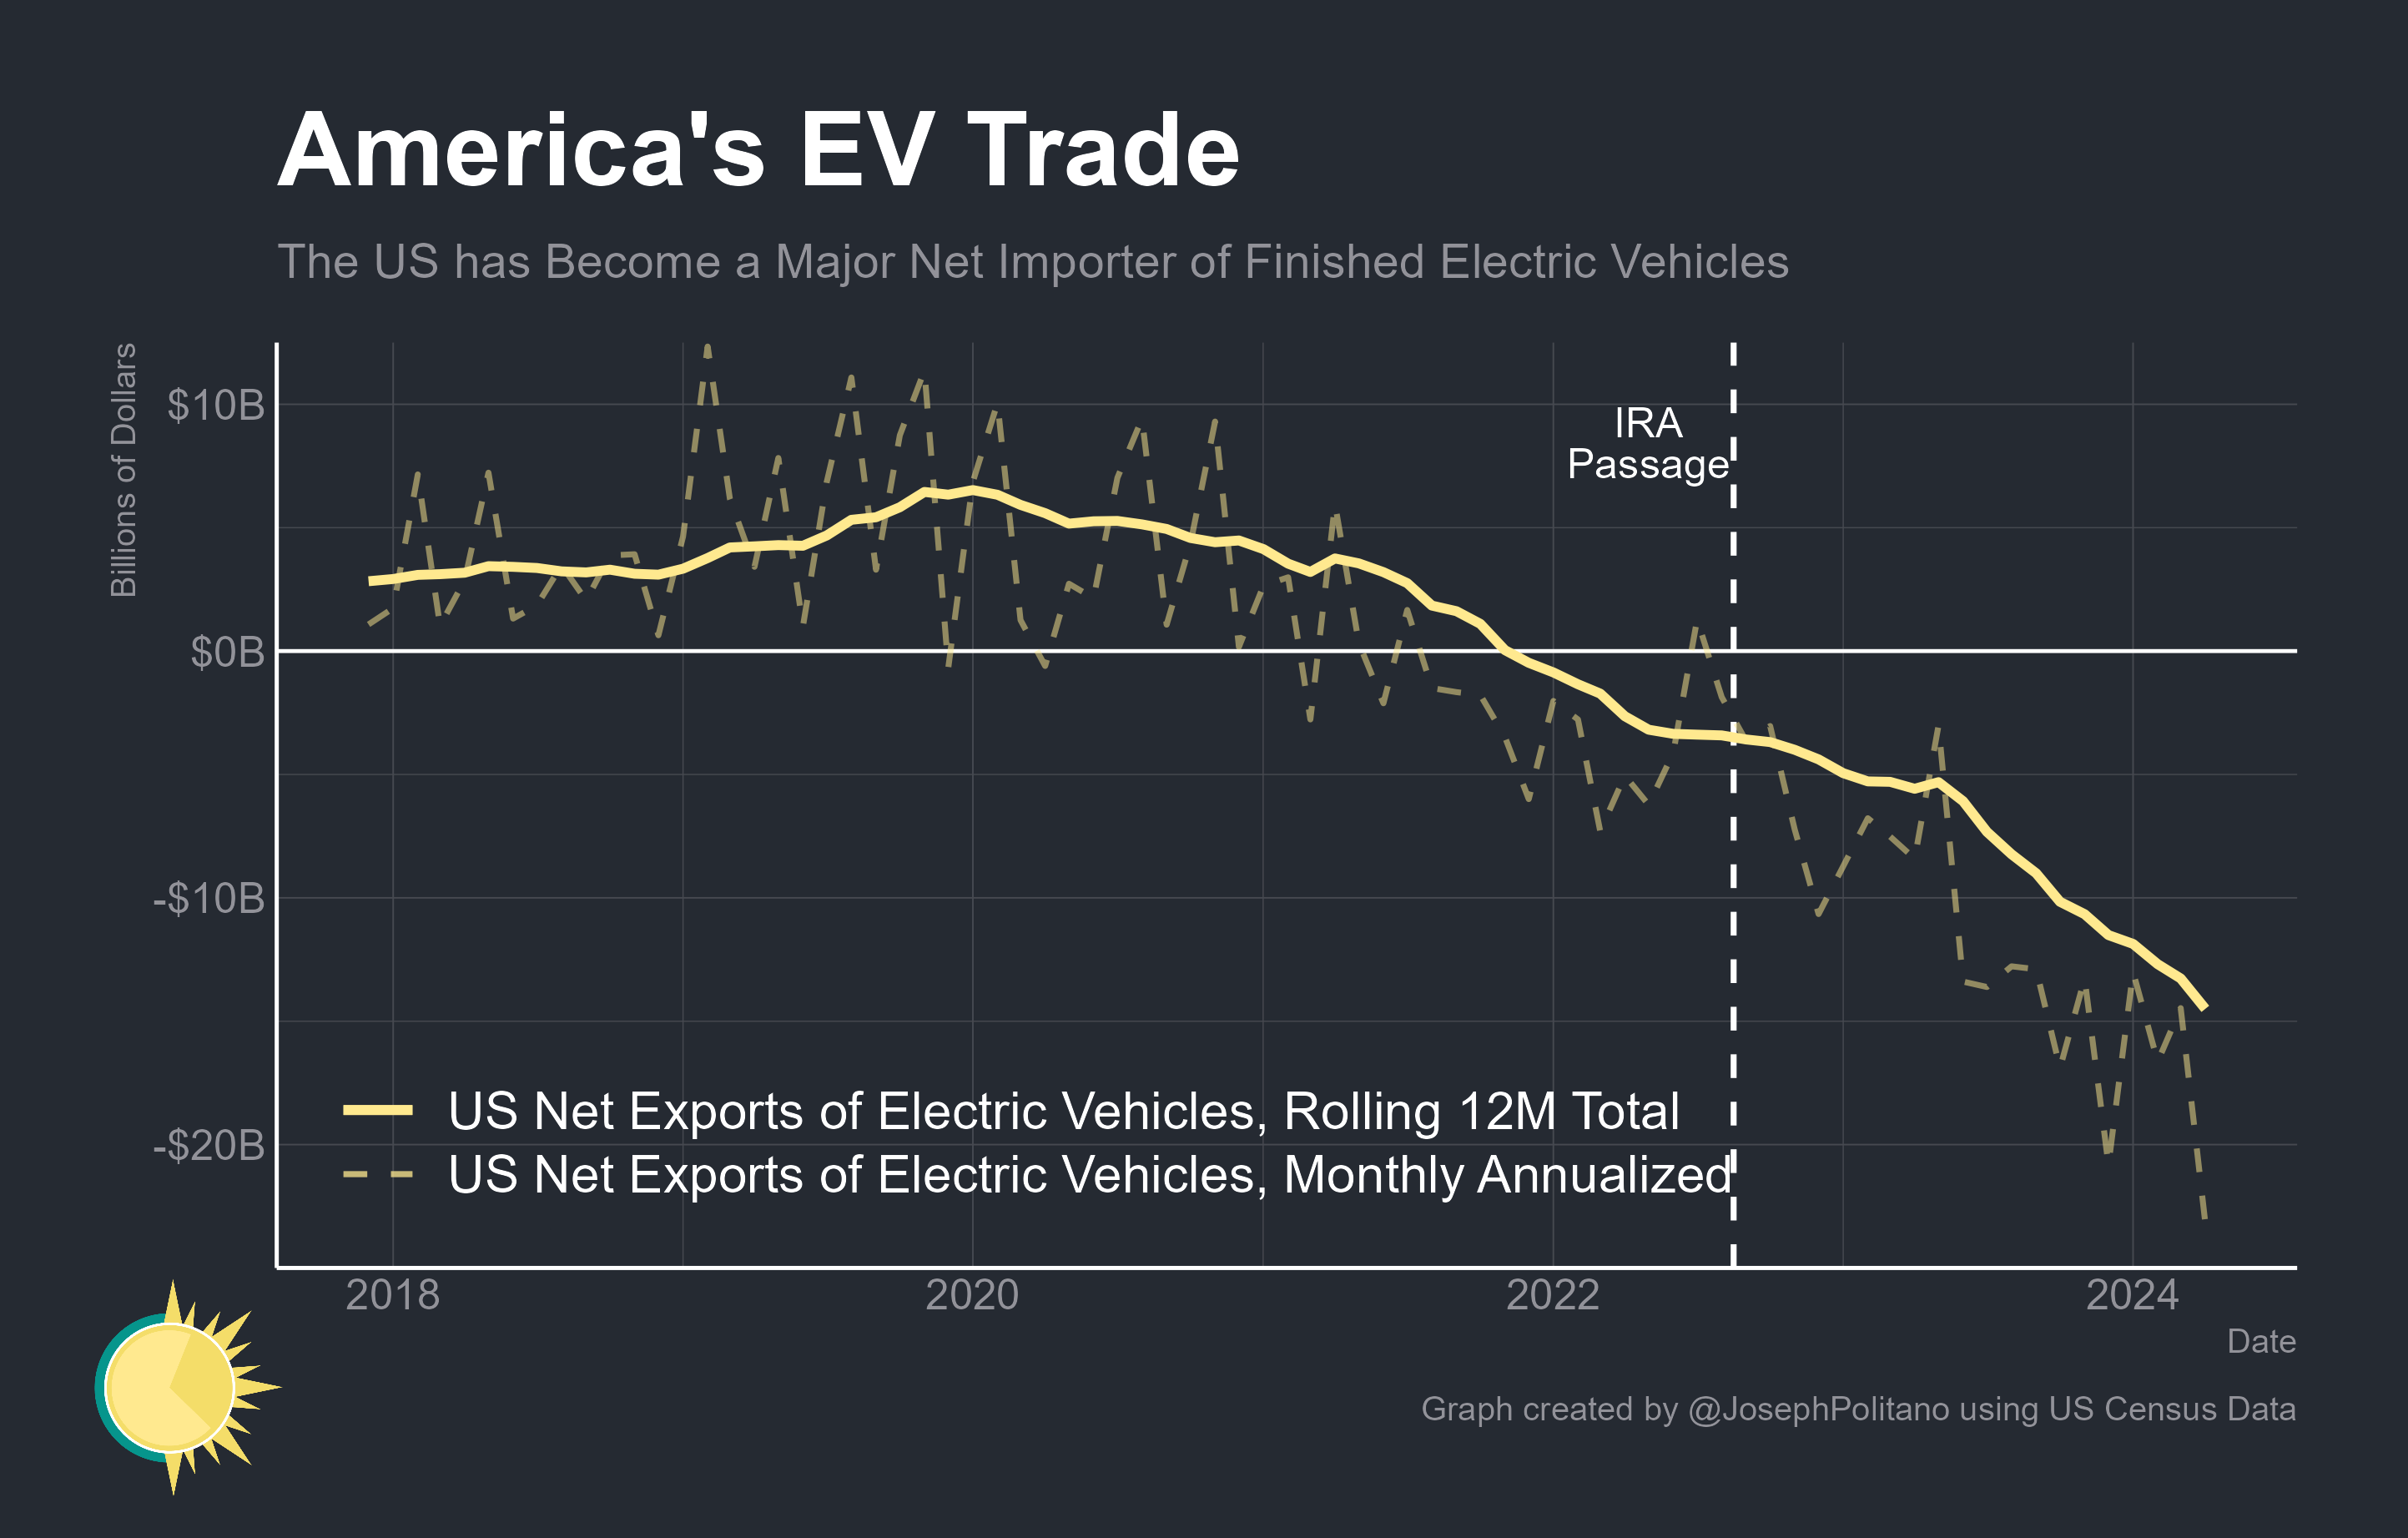 America's EV Trade
The US has Become a Major Net Importer of Finished Electric Vehicles
Billions of Dollars
$10B
$0B
-$10B
-$20B
IRA
Passage
US Net Exports of Electric Vehicles, Rolling 12M Total
US Net Exports of Electric Vehicles, Monthly Annualized
2018
2020
2022
2024
Date
Graph created by @JosephPolitano using US Census Data